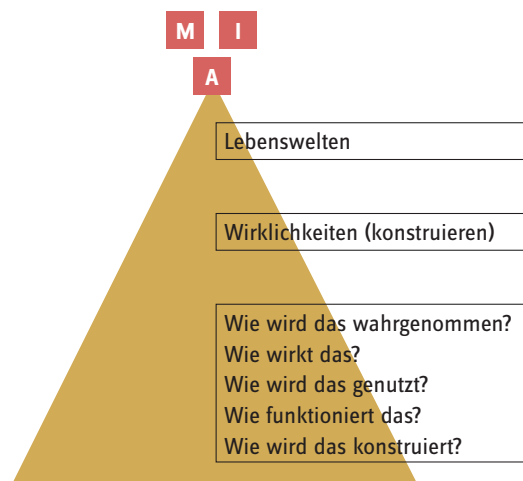 M I
A
Lebenswelten
Wirklichkeiten (konstruieren)
Wie wird das wahrgenommen?
Wie wirkt das?
Wie wird das genutzt?
Wie funktioniert das?
Wie wird das konstruiert?